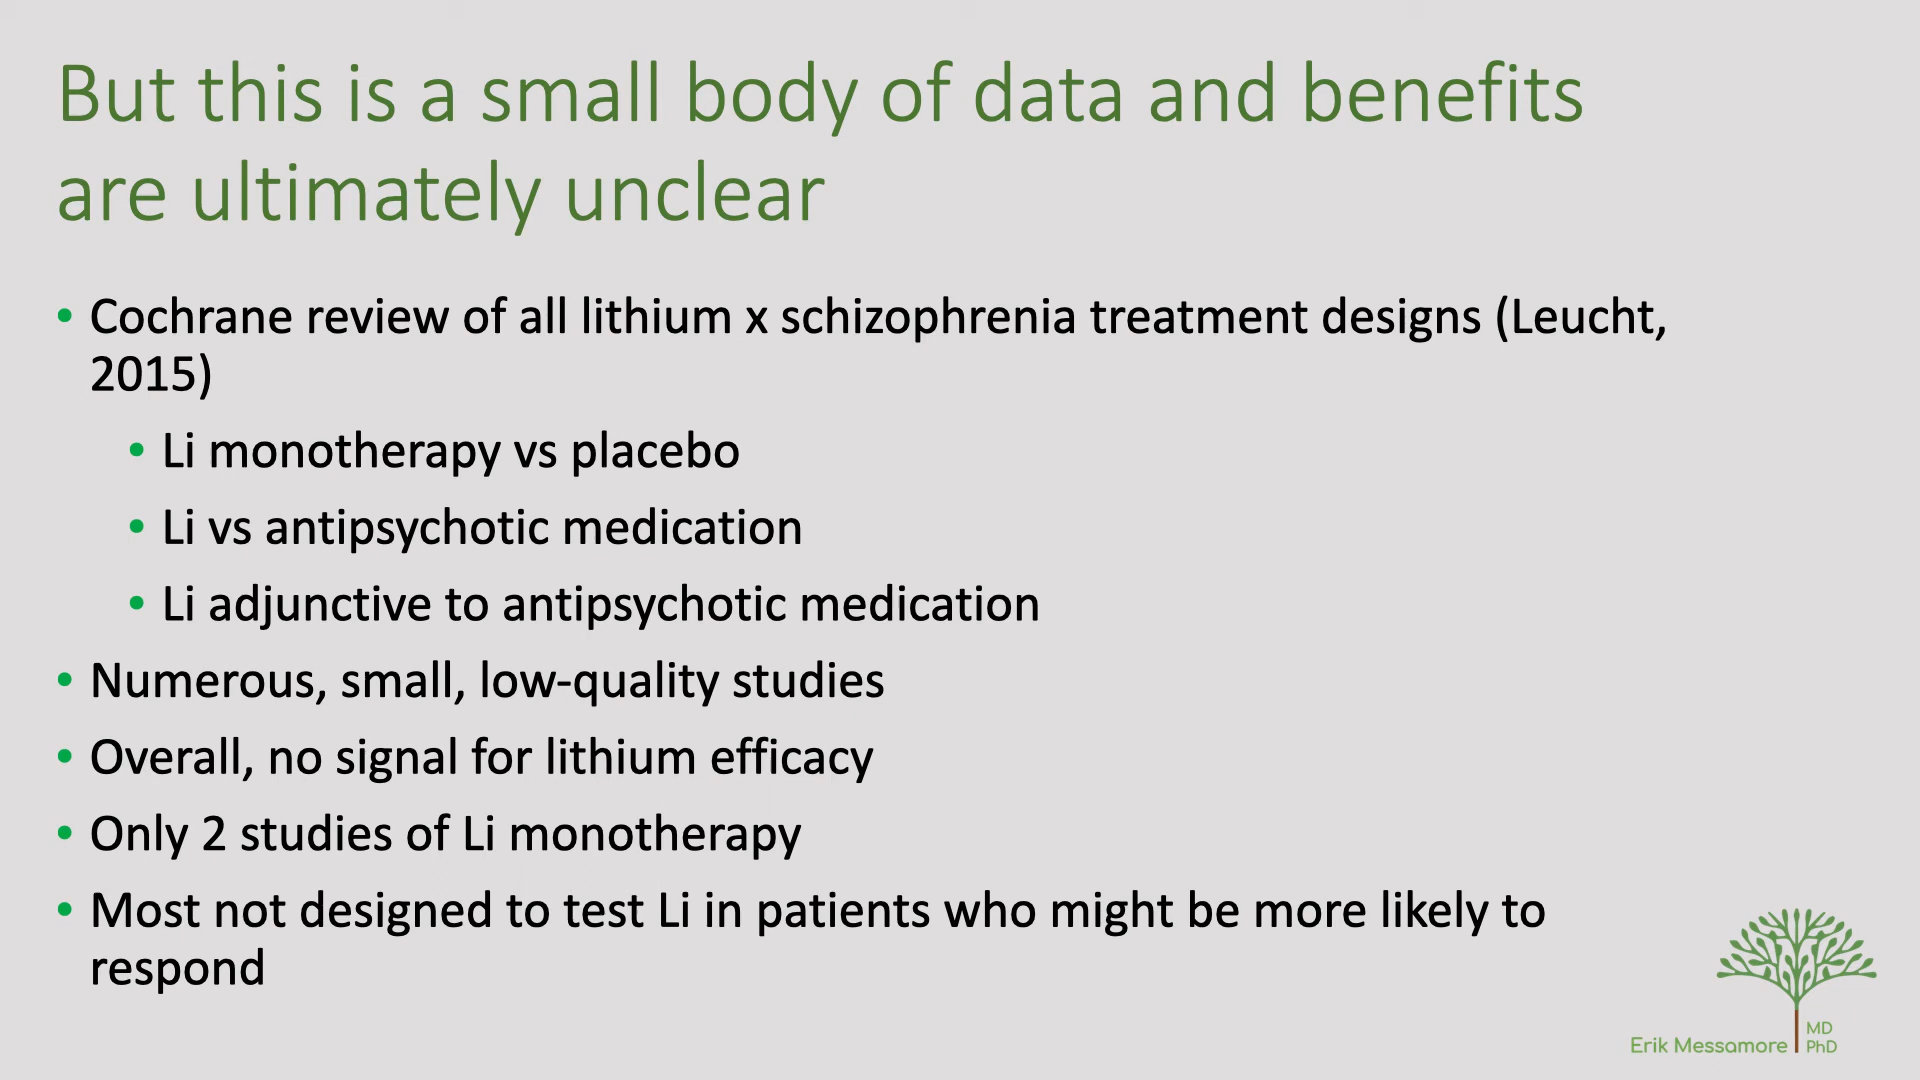 But this is a small body of data and benefits
are ultimately unclear
• Cochrane review of all lithium x schizophrenia treatment designs (Leucht,
2015)
• Li monotherapy vs placebo
• Li vs antipsychotic medication
• Li adjunctive to antipsychotic medication
• Numerous, small, low-quality studies
• Overall, no signal for lithium efficacy
• Only 2 studies of Li monotherapy
• Most not designed to test Li in patients who might be more likely to
respond
Erik Messamore
MD
PhD